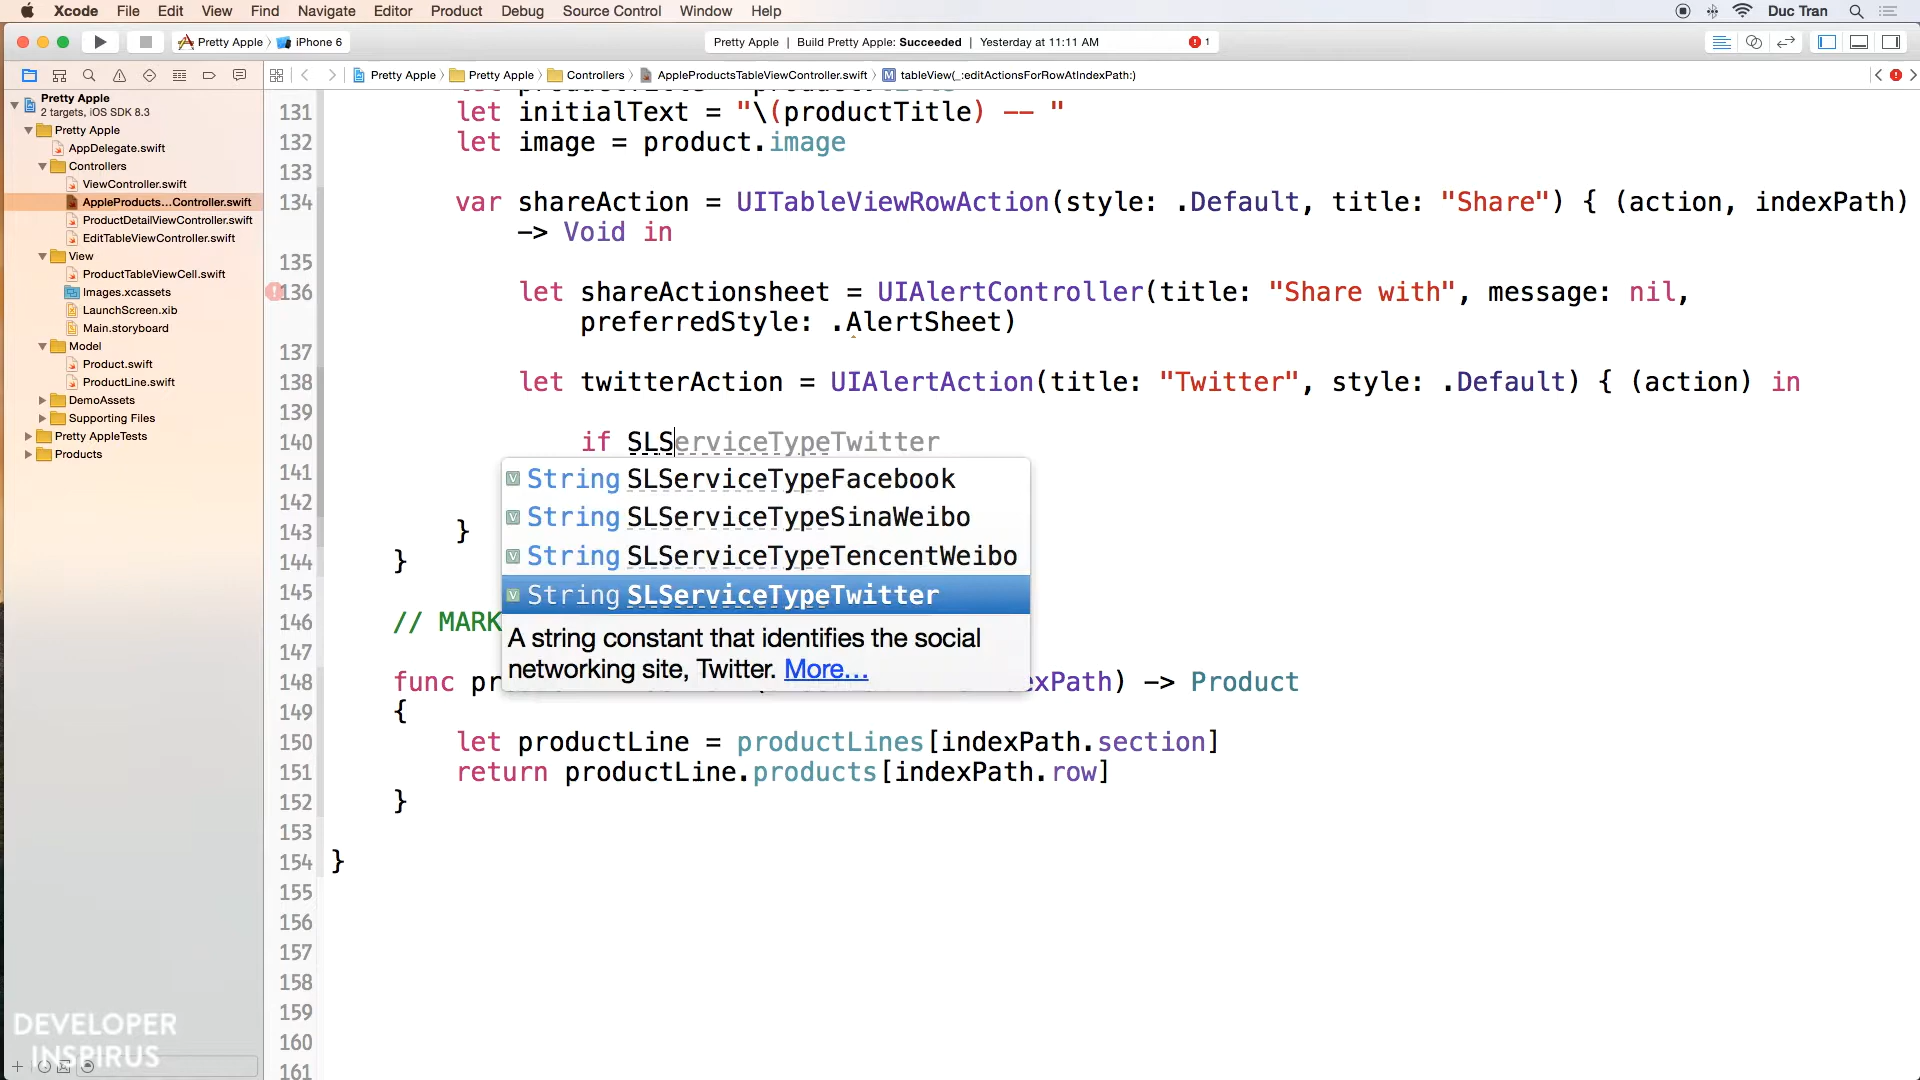 Xcode File Edit View Find Navigate Editor Product Debug Source Control Window Help Duc Tran
Pretty Apple iPhone 6 Pretty Apple | Build Pretty Apple: Succeeded | Yesterday at 11:11 AM 1
Pretty Apple Pretty Apple Controllers AppleProductsTableViewController.swift M tableView(_:editActionsForRowAtIndexPath:)
Pretty Apple
2 targets, iOS SDK 8.3
Pretty Apple
AppDelegate.swift
Controllers
ViewController.swift
AppleProducts...Controller.swift
ProductDetailViewController.swift
EditTableViewController.swift
View
ProductTableViewCell.swift
Images.xcassets
LaunchScreen.xib
Main.storyboard
Model
Product.swift
ProductLine.swift
DemoAssets
Supporting Files
Pretty AppleTests
Products
131 let initialText = "\(productTitle) -- "
132 let image = product.image
133
134 var shareAction = UITableViewRowAction(style: .Default, title: "Share") { (action, indexPath)
-> Void in
135
136 let shareActionsheet = UIAlertController(title: "Share with", message: nil,
preferredStyle: .AlertSheet)
137
138 let twitterAction = UIAlertAction(title: "Twitter", style: .Default) { (action) in
139
140 if SLServiceTypeTwitter
141
142
143 }
144 }
145
146 // MARK
147
148 func pr exPath) -> Product
149 {
150 let productLine = productLines[indexPath.section]
151 return productLine.products[indexPath.row]
152 }
153
154 }
155
156
157
158
159
160
161
V String SLServiceTypeFacebook
V String SLServiceTypeSinaWeibo
V String SLServiceTypeTencentWeibo
V String SLServiceTypeTwitter
A string constant that identifies the social
networking site, Twitter. More...
DEVELOPER
INSPIRUS